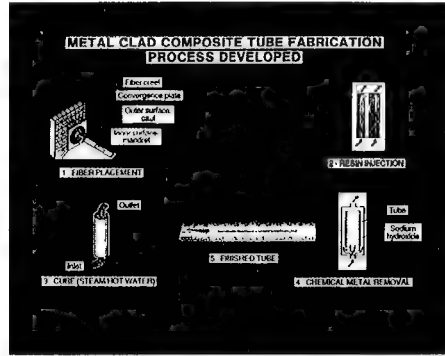 METAL CLAD COMPOSITE TUBE FABRICATION
PROCESS DEVELOPED
Fiber creel
Convergence plate
Outer surface
caul
Inner surface
mandrel
1. FIBER PLACEMENT
2 - RESIN INJECTION
Outlet
Inlet
3. CURE (STEAM/HOT WATER)
5. FINISHED TUBE
Tube
Sodium
hydroxide
4. CHEMICAL METAL REMOVAL